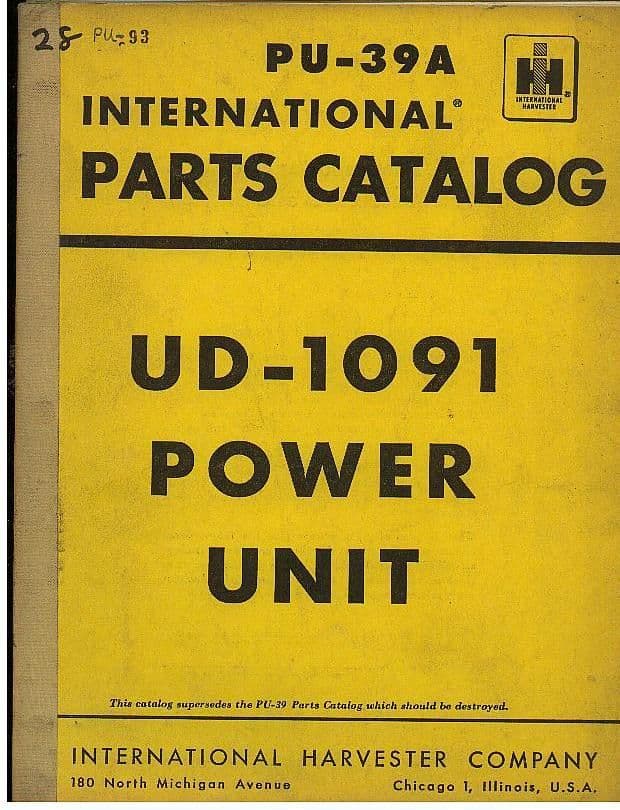 28 PU-93
PU-39A
IH
INTERNATIONAL
HARVESTER
®
INTERNATIONAL®
PARTS CATALOG
UD-1091
POWER
UNIT
This catalog supersedes the PU-39 Parts Catalog which should be destroyed.
INTERNATIONAL HARVESTER COMPANY
180 North Michigan Avenue Chicago 1, Illinois, U.S.A.